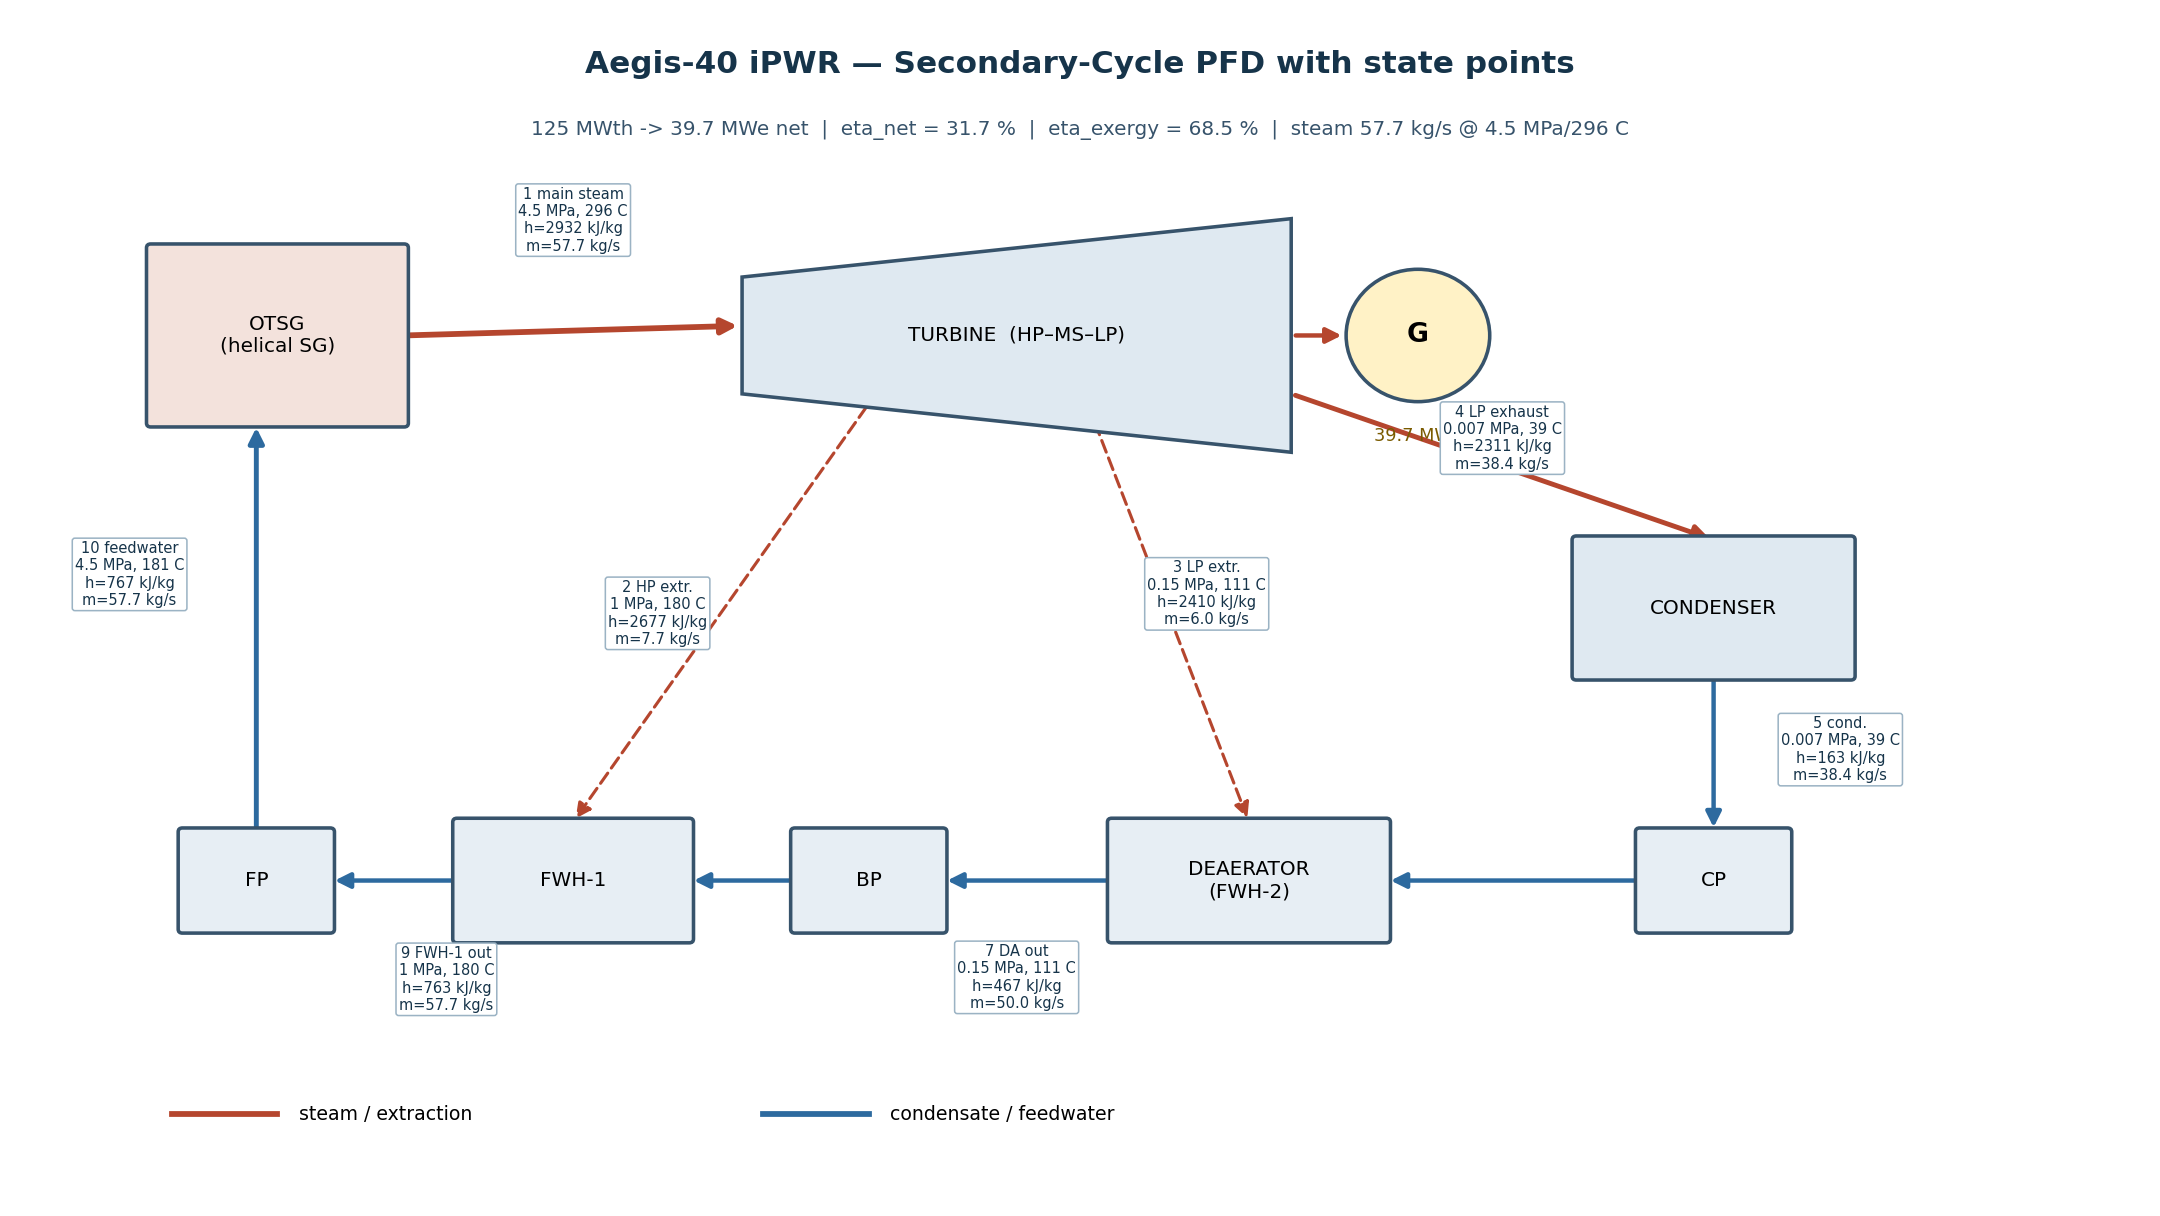 Aegis-40 iPWR — Secondary-Cycle PFD with state points
125 MWth -> 39.7 MWe net | eta_net = 31.7 % | eta_exergy = 68.5 % | steam 57.7 kg/s @ 4.5 MPa/296 C
1 main steam
4.5 MPa, 296 C
h=2932 kJ/kg
m=57.7 kg/s
OTSG
(helical SG)
TURBINE (HP–MS–LP)
G
39.7
4 LP exhaust
0.007 MPa, 39 C
h=2311 kJ/kg
m=38.4 kg/s
10 feedwater
4.5 MPa, 181 C
h=767 kJ/kg
m=57.7 kg/s
2 HP extr.
1 MPa, 180 C
h=2677 kJ/kg
m=7.7 kg/s
3 LP extr.
0.15 MPa, 111 C
h=2410 kJ/kg
m=6.0 kg/s
CONDENSER
5 cond.
0.007 MPa, 39 C
h=163 kJ/kg
m=38.4 kg/s
FP
FWH-1
BP
DEAERATOR
(FWH-2)
CP
9 FWH-1 out
1 MPa, 180 C
h=763 kJ/kg
m=57.7 kg/s
7 DA out
0.15 MPa, 111 C
h=467 kJ/kg
m=50.0 kg/s
steam / extraction
condensate / feedwater